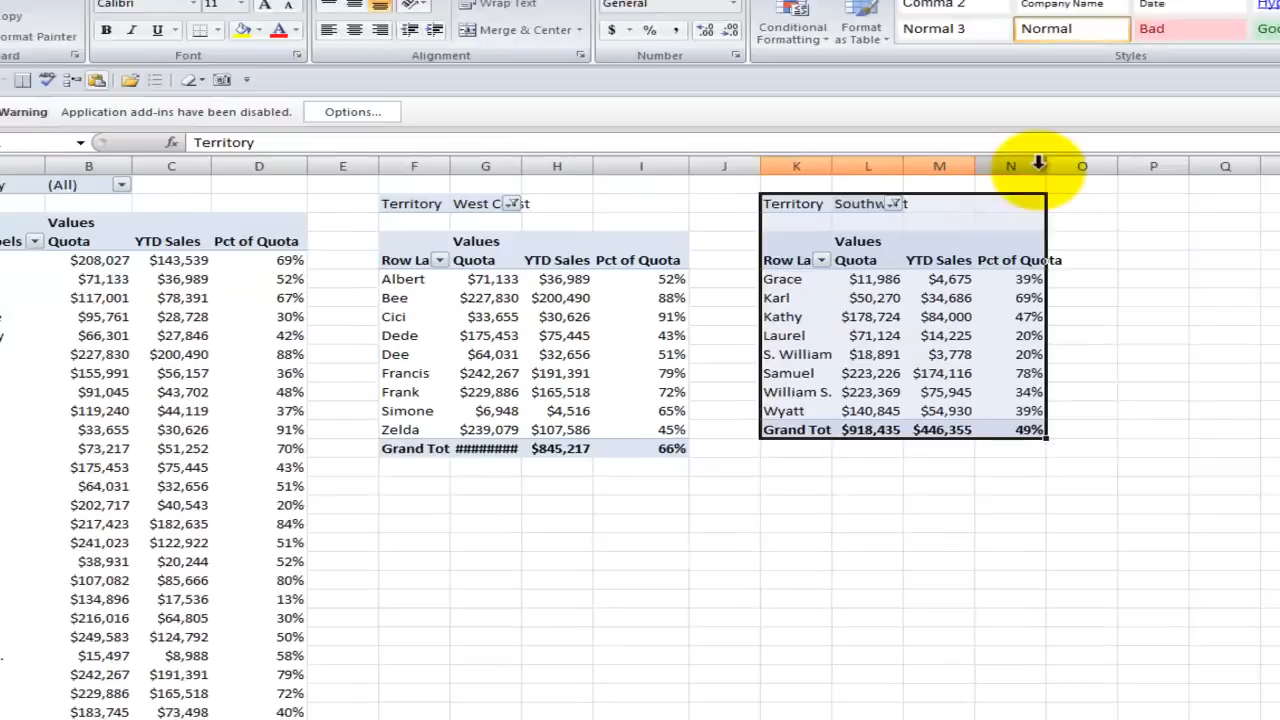 Copy
Format Painter
ard
Calibri 11 A A
B I U A
Font
Wrap Text
Merge & Center
Alignment
General
$ % , .00 .00
Number
Conditional Formatting
Format as Table
Comma 2 Company Name Date Hy
Normal 3 Normal Bad Goo
Styles
Warning Application add-ins have been disabled. Options...
fx Territory
B C D E F G H I J K L M N O P Q
y (All)
Values
els Quota YTD Sales Pct of Quota
$208,027 $143,539 69%
$71,133 $36,989 52%
$117,001 $78,391 67%
$95,761 $28,728 30%
y $66,301 $27,846 42%
$227,830 $200,490 88%
$155,991 $56,157 36%
$91,045 $43,702 48%
$119,240 $44,119 37%
$33,655 $30,626 91%
$73,217 $51,252 70%
$175,453 $75,445 43%
$64,031 $32,656 51%
$202,717 $40,543 20%
$217,423 $182,635 84%
$241,023 $122,922 51%
$38,931 $20,244 52%
$107,082 $85,666 80%
$134,896 $17,536 13%
$216,016 $64,805 30%
$249,583 $124,792 50%
. $15,497 $8,988 58%
$242,267 $191,391 79%
$229,886 $165,518 72%
$183,745 $73,498 40%
Territory West C st
Values
Row La Quota YTD Sales Pct of Quota
Albert $71,133 $36,989 52%
Bee $227,830 $200,490 88%
Cici $33,655 $30,626 91%
Dede $175,453 $75,445 43%
Dee $64,031 $32,656 51%
Francis $242,267 $191,391 79%
Frank $229,886 $165,518 72%
Simone $6,948 $4,516 65%
Zelda $239,079 $107,586 45%
Grand Tot ######## $845,217 66%
Territory Southw t
Values
Row La Quota YTD Sales Pct of Quota
Grace $11,986 $4,675 39%
Karl $50,270 $34,686 69%
Kathy $178,724 $84,000 47%
Laurel $71,124 $14,225 20%
S. William $18,891 $3,778 20%
Samuel $223,226 $174,116 78%
William S. $223,369 $75,945 34%
Wyatt $140,845 $54,930 39%
Grand Tot $918,435 $446,355 49%